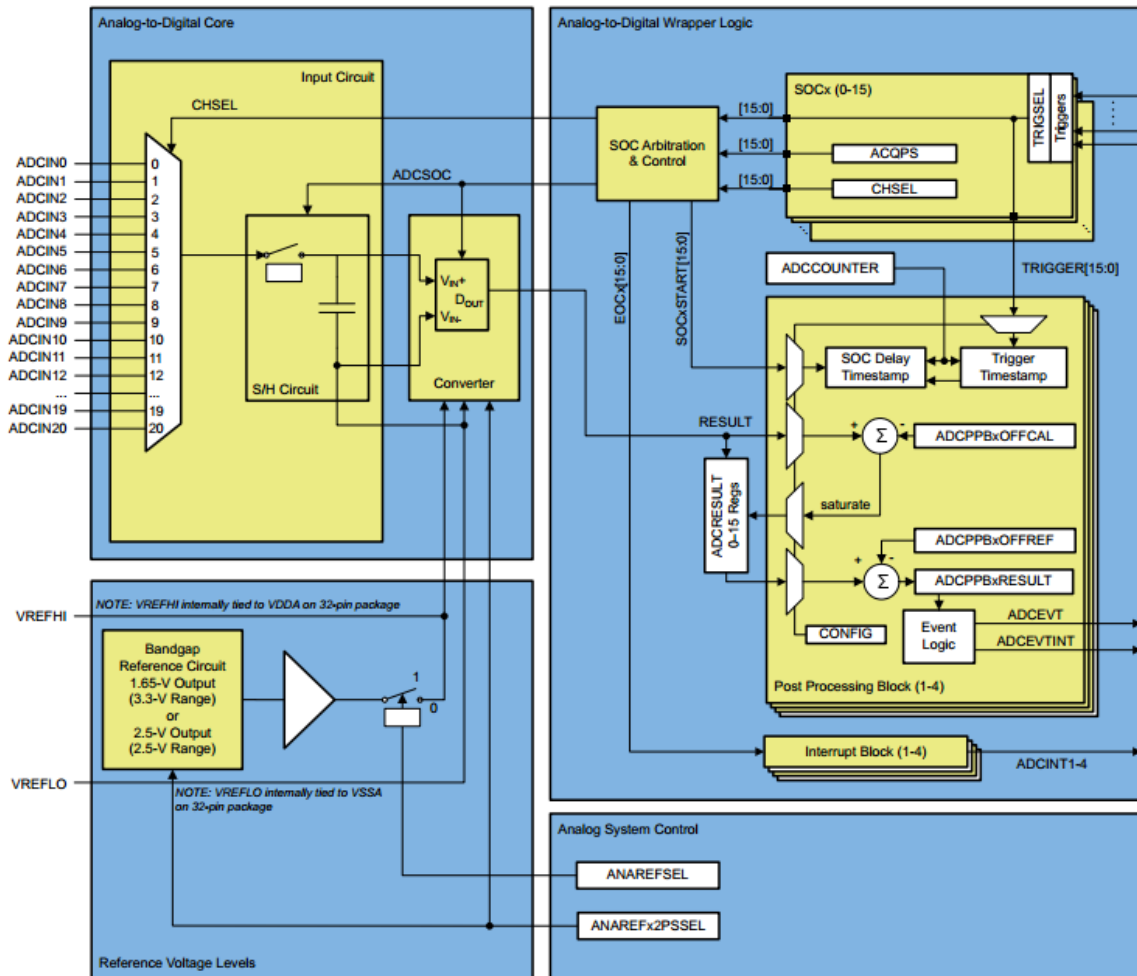 Analog-to-Digital Core
Input Circuit
CHSEL
ADCIN0
ADCIN1
ADCIN2
ADCIN3
ADCIN4
ADCIN5
ADCIN6
ADCIN7
ADCIN8
ADCIN9
ADCIN10
ADCIN11
ADCIN12
...
ADCIN19
ADCIN20
0
1
2
3
4
5
6
7
8
9
10
11
12
...
19
20
ADCSOC
S/H Circuit
VIN+
DOUT
VIN-
Converter
Analog-to-Digital Wrapper Logic
SOCx (0-15)
TRIGSEL
Triggers
[15:0]
[15:0]
[15:0]
SOC Arbitration
& Control
ACQPS
CHSEL
ADCCOUNTER
TRIGGER[15:0]
EOCx[15:0]
SOCxSTART[15:0]
SOC Delay
Timestamp
Trigger
Timestamp
RESULT
+
Σ
-
ADCPPBxOFFCAL
saturate
ADCRESULT
0–15 Regs
ADCPPBxOFFREF
+
-
Σ
ADCPPBxRESULT
CONFIG
Event
Logic
ADCEVT
ADCEVTINT
Post Processing Block (1-4)
Interrupt Block (1-4)
ADCINT1-4
VREFHI
NOTE: VREFHI internally tied to VDDA on 32-pin package
Bandgap
Reference Circuit
1.65-V Output
(3.3-V Range)
or
2.5-V Output
(2.5-V Range)
1
0
VREFLO
NOTE: VREFLO internally tied to VSSA
on 32-pin package
Reference Voltage Levels
Analog System Control
ANAREFSEL
ANAREFx2PSSEL